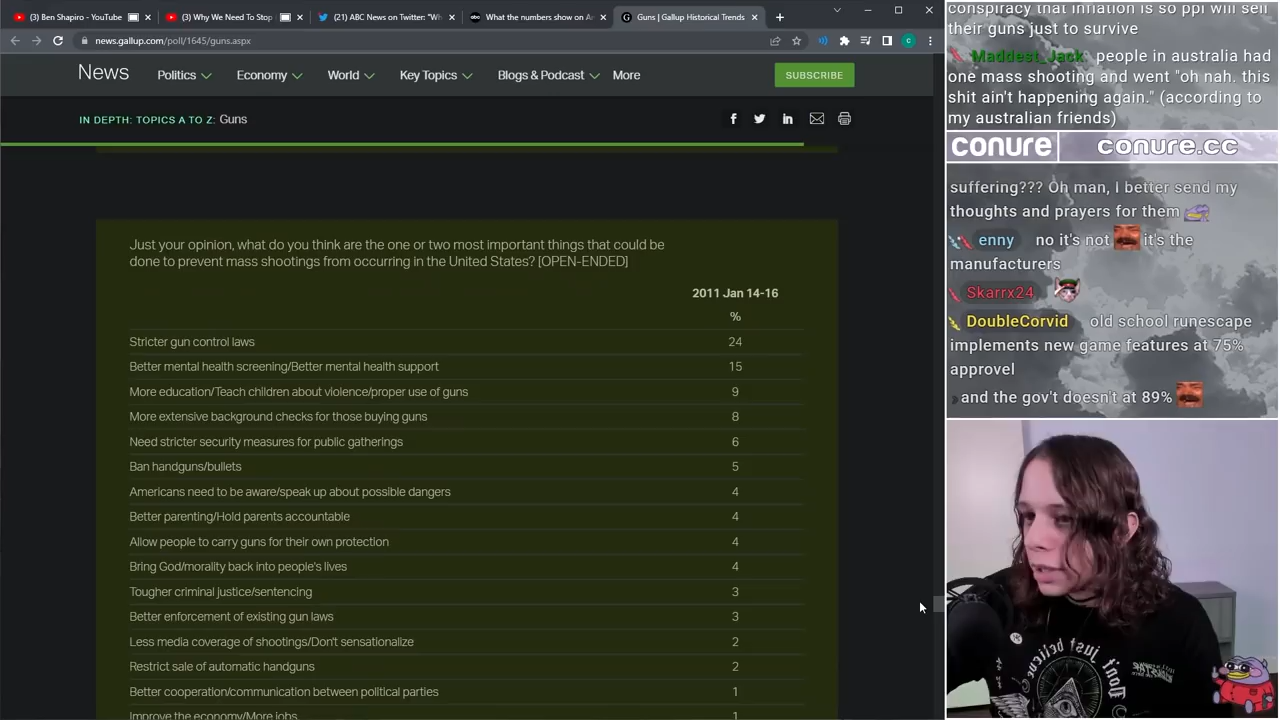 (3) Ben Shapiro - YouTube
(3) Why We Need To Stop
(21) ABC News on Twitter: "Wh
What the numbers show on A
Guns | Gallup Historical Trends
news.gallup.com/poll/1645/guns.aspx
News Politics Economy World Key Topics Blogs & Podcast More SUBSCRIBE
IN DEPTH: TOPICS A TO Z: Guns
Just your opinion, what do you think are the one or two most important things that could be
done to prevent mass shootings from occurring in the United States? [OPEN-ENDED]
2011 Jan 14-16
%
Stricter gun control laws 24
Better mental health screening/Better mental health support 15
More education/Teach children about violence/proper use of guns 9
More extensive background checks for those buying guns 8
Need stricter security measures for public gatherings 6
Ban handguns/bullets 5
Americans need to be aware/speak up about possible dangers 4
Better parenting/Hold parents accountable 4
Allow people to carry guns for their own protection 4
Bring God/morality back into people's lives 4
Tougher criminal justice/sentencing 3
Better enforcement of existing gun laws 3
Less media coverage of shootings/Don't sensationalize 2
Restrict sale of automatic handguns 2
Better cooperation/communication between political parties 1
Improve the economy/More jobs 1
conspiracy that inflation is so ppl will sell
their guns just to survive
Maddest_Jack: people in australia had
one mass shooting and went "oh nah. this
shit ain't happening again." (according to
my australian friends)
conure conure.cc
suffering??? Oh man, I better send my
thoughts and prayers for them
enny no it's not it's the
manufacturers
Skarrx24
DoubleCorvid old school runescape
implements new game features at 75%
approvel
and the gov't doesn't at 89%
Don't just believe